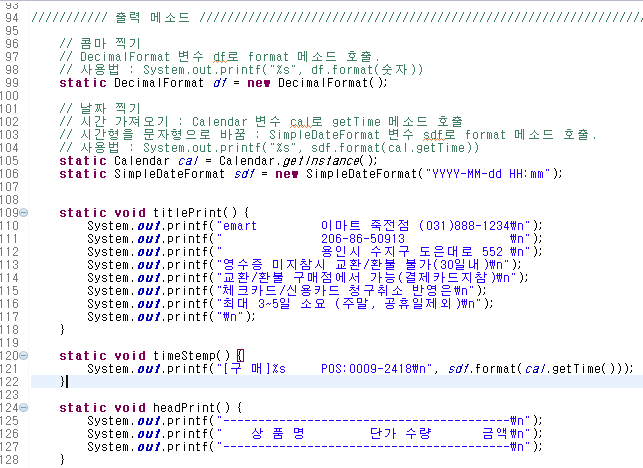 93
94 /////////// 출력 메소드 ///////////////////////////////////////////////////////////////
95
96 // 콤마 찍기
97 // DecimalFormat 변수 df로 format 메소드 호출.
98 // 사용법 : System.out.printf("%s", df.format(숫자))
99 static DecimalFormat df = new DecimalFormat();
100
101 // 날짜 찍기
102 // 시간 가져오기 : Calendar 변수 cal로 getTime 메소드 호출
103 // 시간형을 문자형으로 바꿈 : SimpleDateFormat 변수 sdf로 format 메소드 호출.
104 // 사용법 : System.out.printf("%s", sdf.format(cal.getTime))
105 static Calendar cal = Calendar.getInstance();
106 static SimpleDateFormat sdf = new SimpleDateFormat("YYYY-MM-dd HH:mm");
107
108
109 static void titlePrint() {
110 System.out.printf("emart 이마트 죽전점 (031)888-1234₩n");
111 System.out.printf(" 206-86-50913 ₩n");
112 System.out.printf(" 용인시 수지구 도은대로 552 ₩n");
113 System.out.printf("영수증 미지참시 교환/환불 불가(30일내)₩n");
114 System.out.printf("교환/환불 구매점에서 가능(결제카드지참)₩n");
115 System.out.printf("체크카드/신용카드 청구취소 반영은₩n");
116 System.out.printf("최대 3~5일 소요 (주말, 공휴일제외)₩n");
117 System.out.printf("₩n");
118 }
119
120 static void timeStemp() {
121 System.out.printf("[구 매]%s POS:0009-2418₩n", sdf.format(cal.getTime()));
122 }
123
124 static void headPrint() {
125 System.out.printf("-----------------------------------------₩n");
126 System.out.printf(" 상 품 명 단가 수량 금액₩n");
127 System.out.printf("-----------------------------------------₩n");
128 }